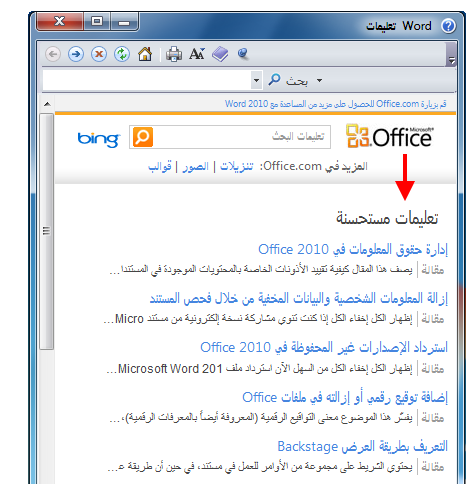 Word تعليمات
بحث
قم بزيارة Office.com للحصول على مزيد من المساعدة مع Word 2010
Microsoft®
Office
تعليمات البحث
bing
المزيد في Office.com: تنزيلات | الصور | قوالب
تعليمات مستحسنة
إدارة حقوق المعلومات في Office 2010
مقالة | يصف هذا المقال كيفية تقييد الأذونات الخاصة بالمحتويات الموجودة في المستندا...
إزالة المعلومات الشخصية والبيانات المخفية من خلال فحص المستند
مقالة | إظهار الكل إخفاء الكل إذا كنت تنوي مشاركة نسخة إلكترونية من مستند Micro...
استرداد الإصدارات غير المحفوظة في Office 2010
مقالة | إظهار الكل إخفاء الكل من السهل الآن استرداد ملف Microsoft Word 201...
إضافة توقيع رقمي أو إزالته في ملفات Office
مقالة | يفسّر هذا الموضوع معنى التواقيع الرقمية (المعروفة أيضاً بالمعرفات الرقمية)،...
التعريف بطريقة العرض Backstage
مقالة | يحتوي الشريط على مجموعة من الأوامر للعمل في مستند، في حين أن طريقة عـ...